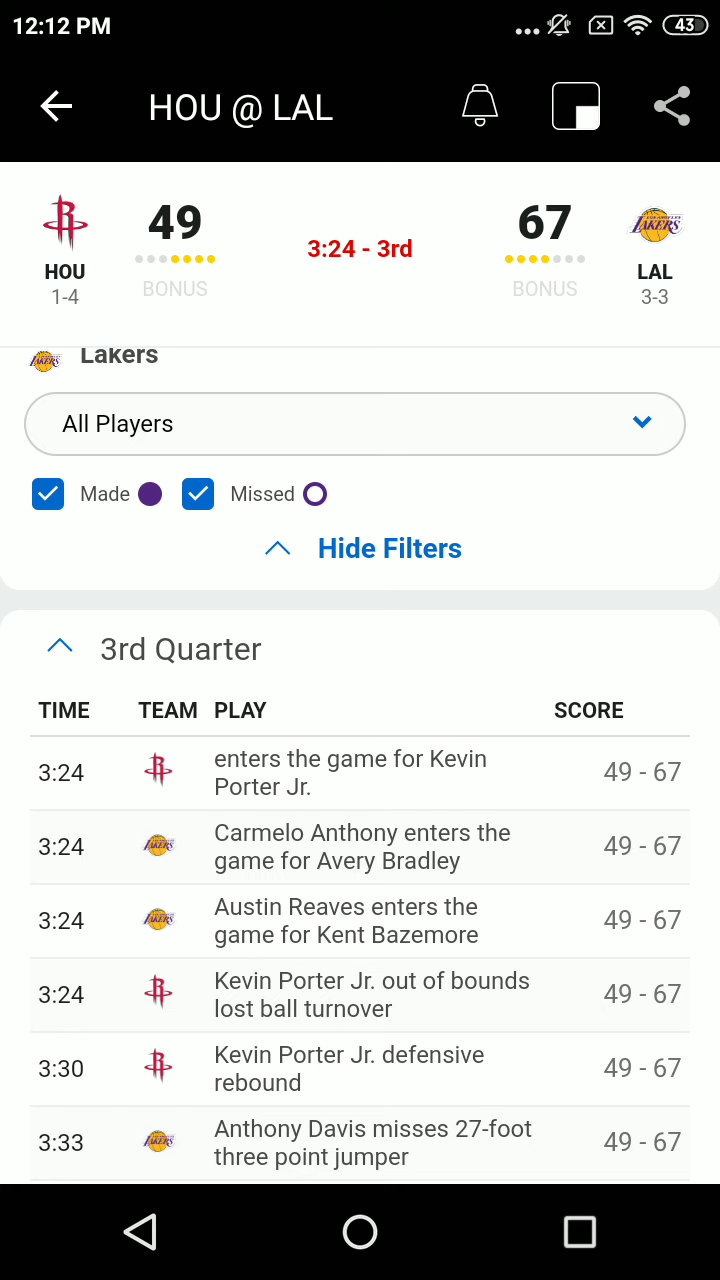 12:12 PM
43
HOU @ LAL
49
67
3:24 - 3rd
HOU
1-4
BONUS
BONUS
LAL
3-3
Lakers
All Players
Made
Missed
Hide Filters
3rd Quarter
TIME TEAM PLAY SCORE
3:24 enters the game for Kevin 49 - 67
Porter Jr.
3:24 Carmelo Anthony enters the 49 - 67
game for Avery Bradley
3:24 Austin Reaves enters the 49 - 67
game for Kent Bazemore
3:24 Kevin Porter Jr. out of bounds 49 - 67
lost ball turnover
3:30 Kevin Porter Jr. defensive 49 - 67
rebound
3:33 Anthony Davis misses 27-foot 49 - 67
three point jumper